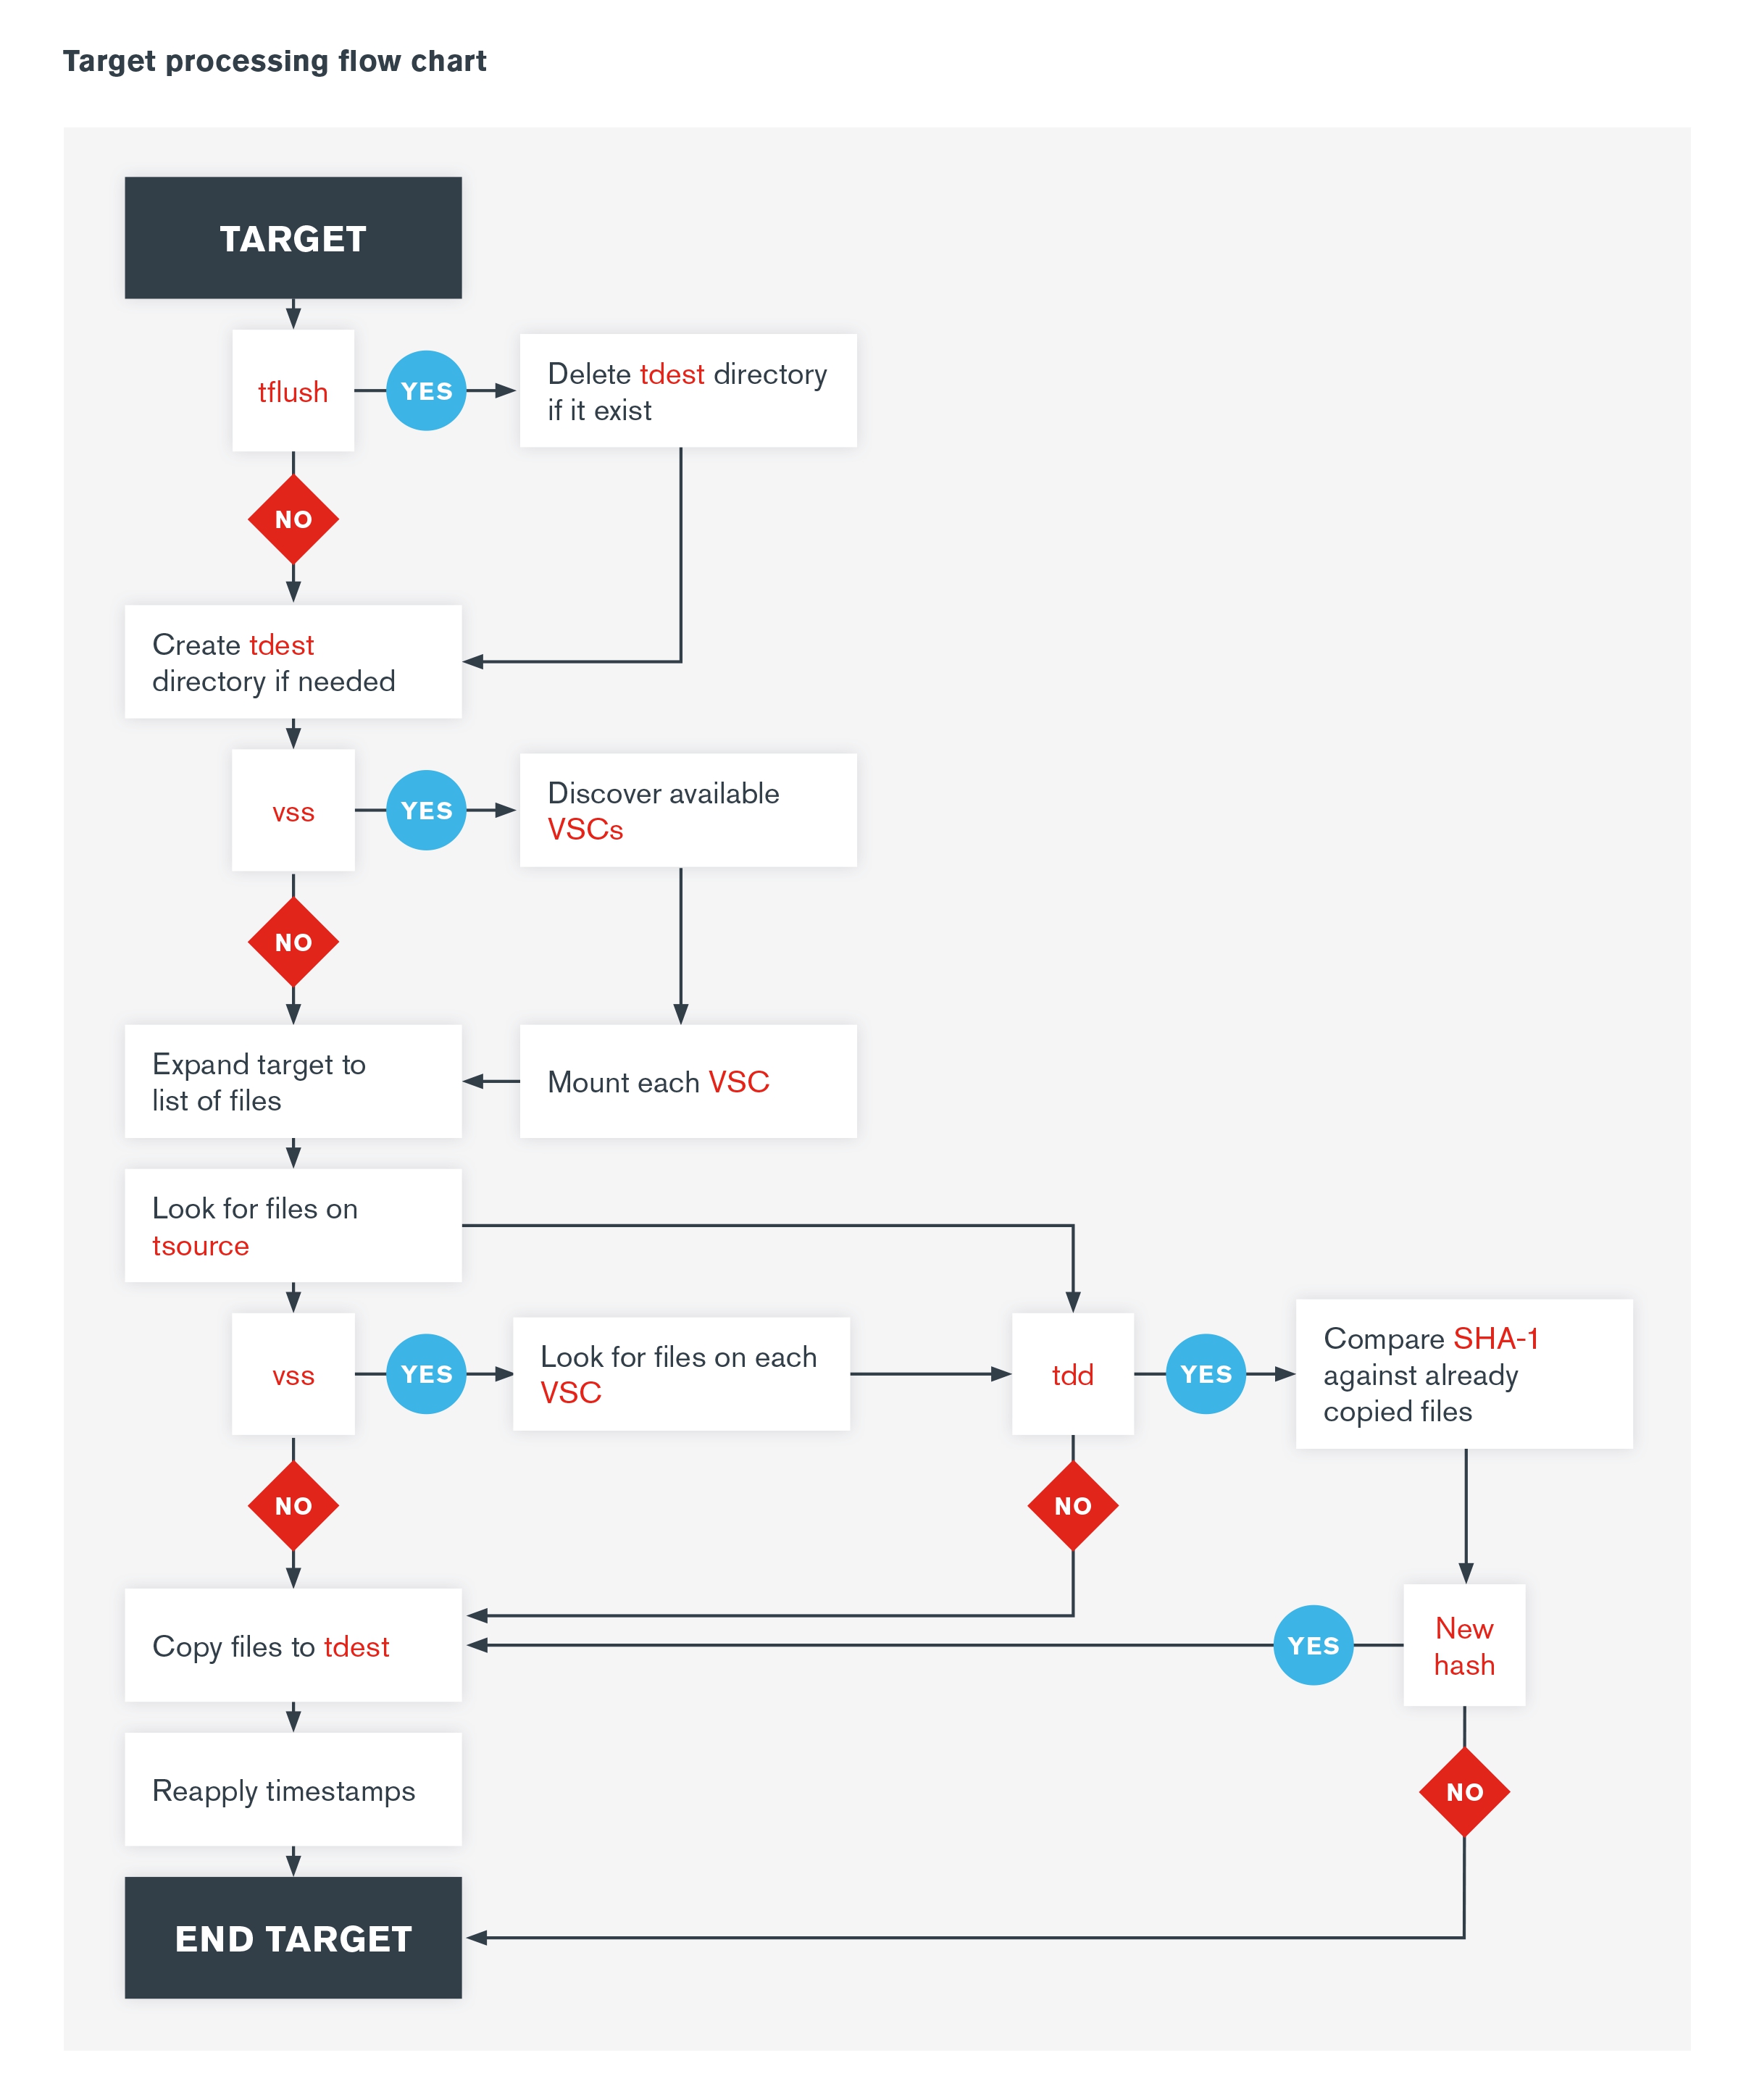 Target processing flow chart
TARGET
tflush
YES
Delete tdest directory
if it exist
NO
Create tdest
directory if needed
vss
YES
Discover available
VSCs
NO
Expand target to
list of files
Mount each VSC
Look for files on
tsource
vss
YES
Look for files on each
VSC
tdd
YES
Compare SHA-1
against already
copied files
NO
NO
Copy files to tdest
YES
New
hash
Reapply timestamps
NO
END TARGET